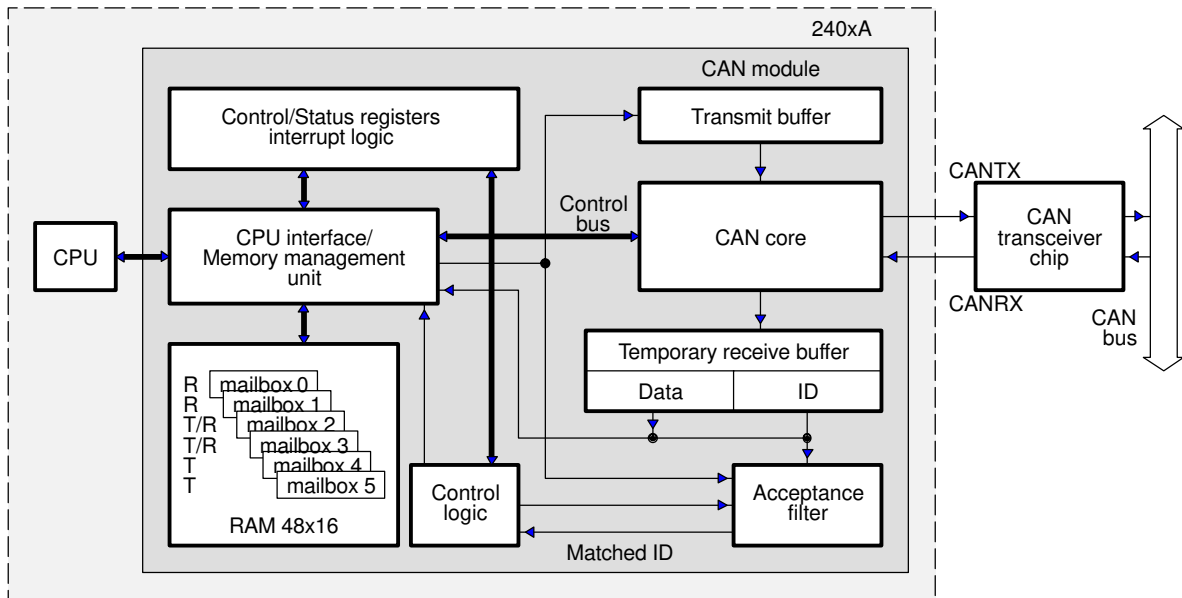 240xA
CAN module
Control/Status registers
interrupt logic
Transmit buffer
CANTX
Control
bus
CPU
CPU interface/
Memory management
unit
CAN core
CAN
transceiver
chip
CANRX
CAN
bus
Temporary receive buffer
Data
ID
R mailbox 0
R mailbox 1
T/R mailbox 2
T/R mailbox 3
T mailbox 4
T mailbox 5
RAM 48x16
Control
logic
Acceptance
filter
Matched ID